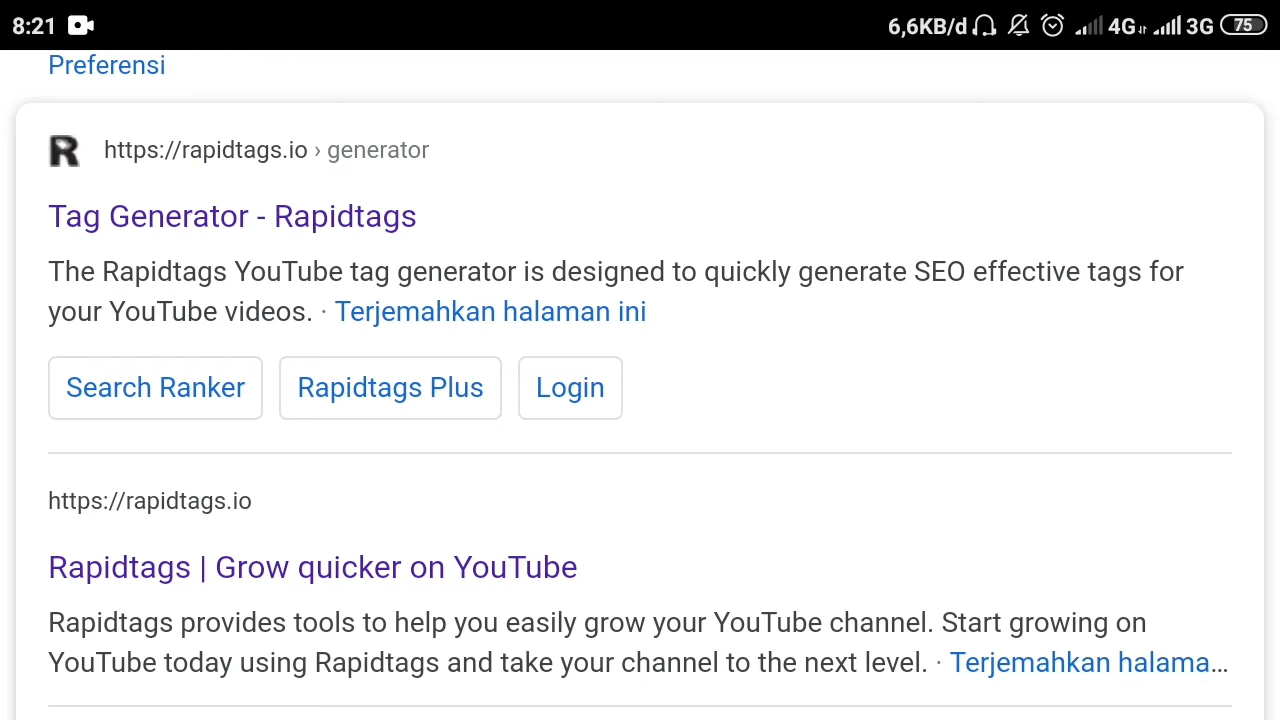 8:21 6,6KB/d 4G 3G 75
Preferensi
R https://rapidtags.io › generator
Tag Generator - Rapidtags
The Rapidtags YouTube tag generator is designed to quickly generate SEO effective tags for
your YouTube videos. · Terjemahkan halaman ini
Search Ranker Rapidtags Plus Login
https://rapidtags.io
Rapidtags | Grow quicker on YouTube
Rapidtags provides tools to help you easily grow your YouTube channel. Start growing on
YouTube today using Rapidtags and take your channel to the next level. · Terjemahkan halama...